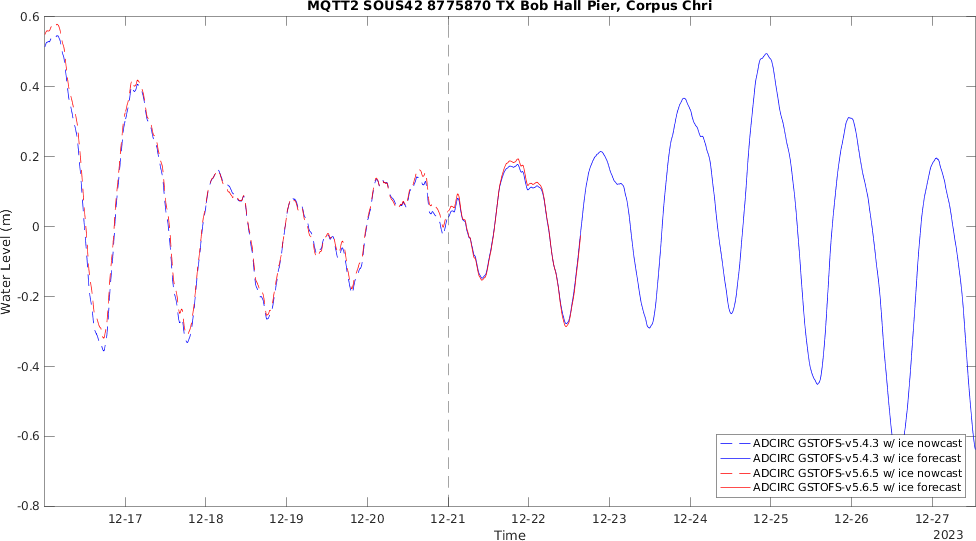 MQTT2 SOUS42 8775870 TX Bob Hall Pier, Corpus Chri
0.6
0.4
0.2
0
-0.2
-0.4
-0.6
-0.8
Water Level (m)
ADCIRC GSTOFS-v5.4.3 w/ ice nowcast
ADCIRC GSTOFS-v5.4.3 w/ ice forecast
ADCIRC GSTOFS-v5.6.5 w/ ice nowcast
ADCIRC GSTOFS-v5.6.5 w/ ice forecast
12-17 12-18 12-19 12-20 12-21 12-22 12-23 12-24 12-25 12-26 12-27
Time
2023